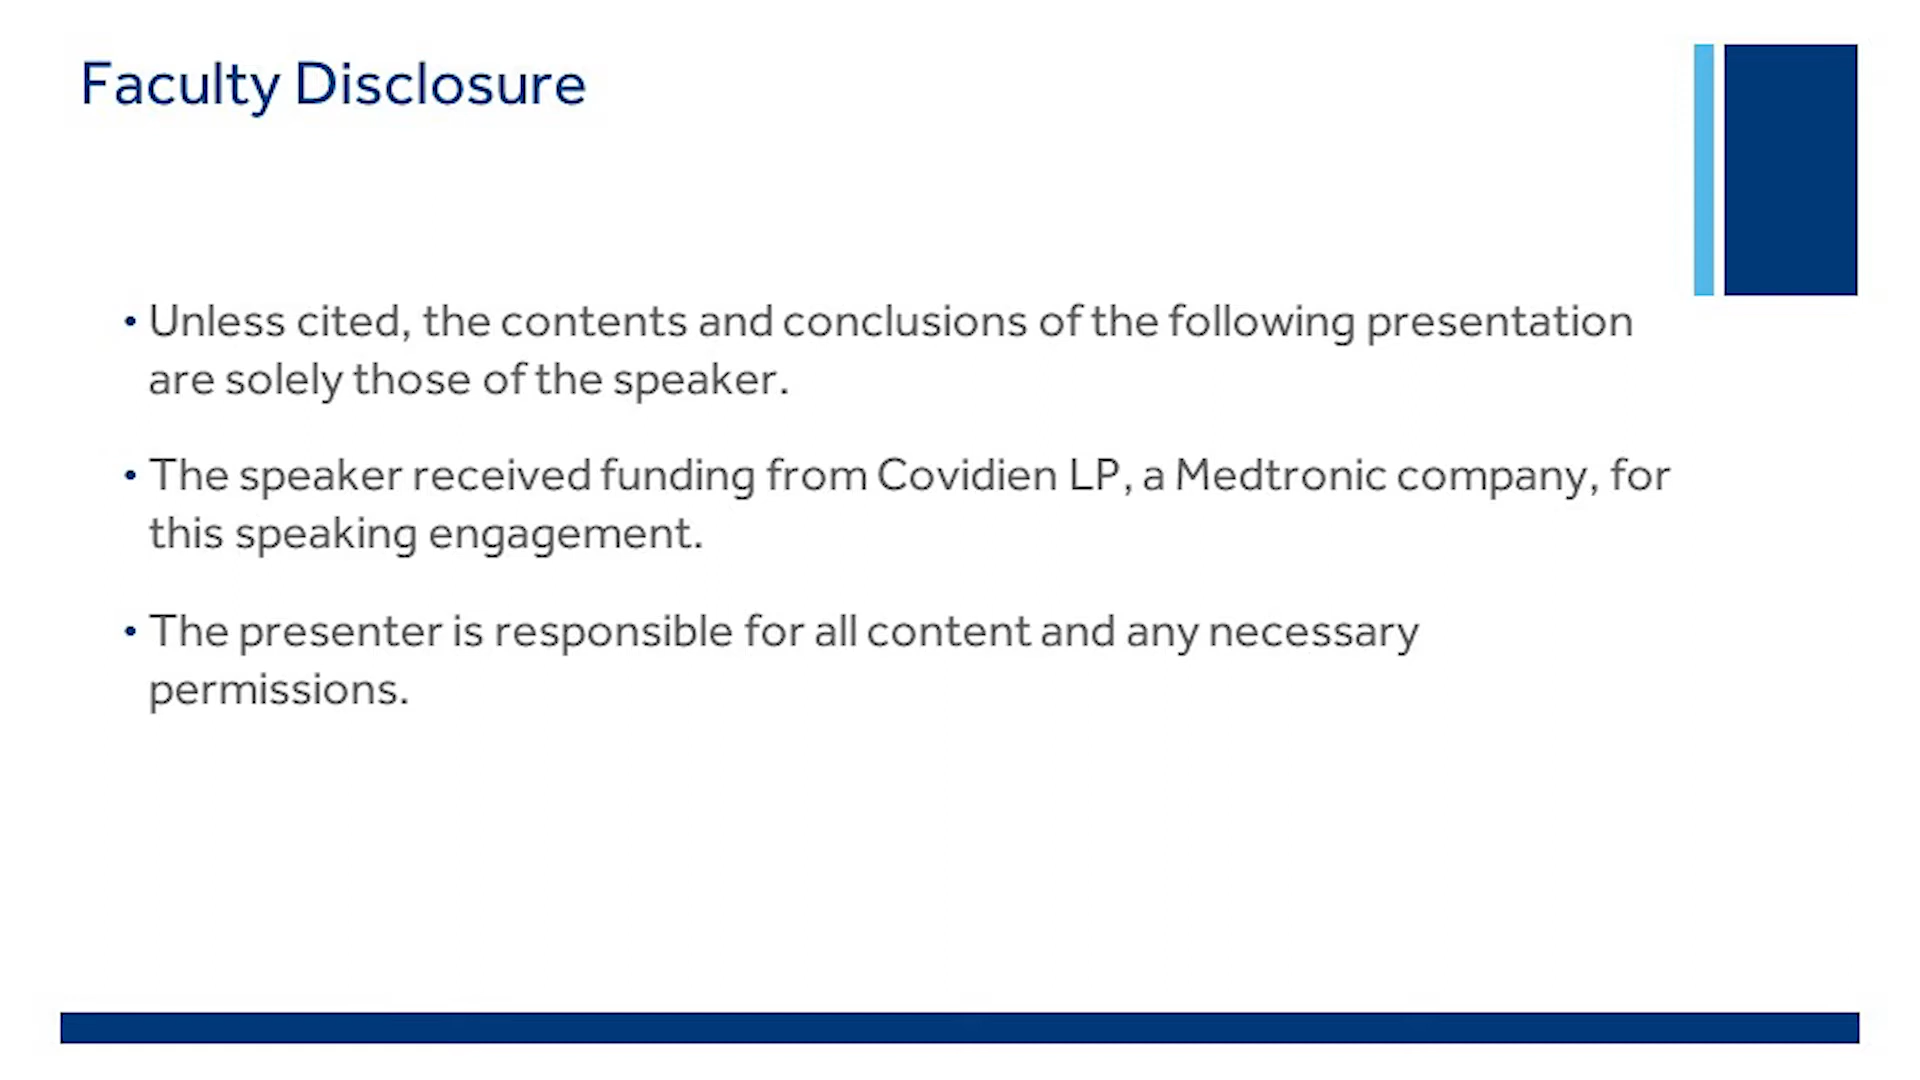 Faculty Disclosure
• Unless cited, the contents and conclusions of the following presentation
are solely those of the speaker.
• The speaker received funding from Covidien LP, a Medtronic company, for
this speaking engagement.
• The presenter is responsible for all content and any necessary
permissions.